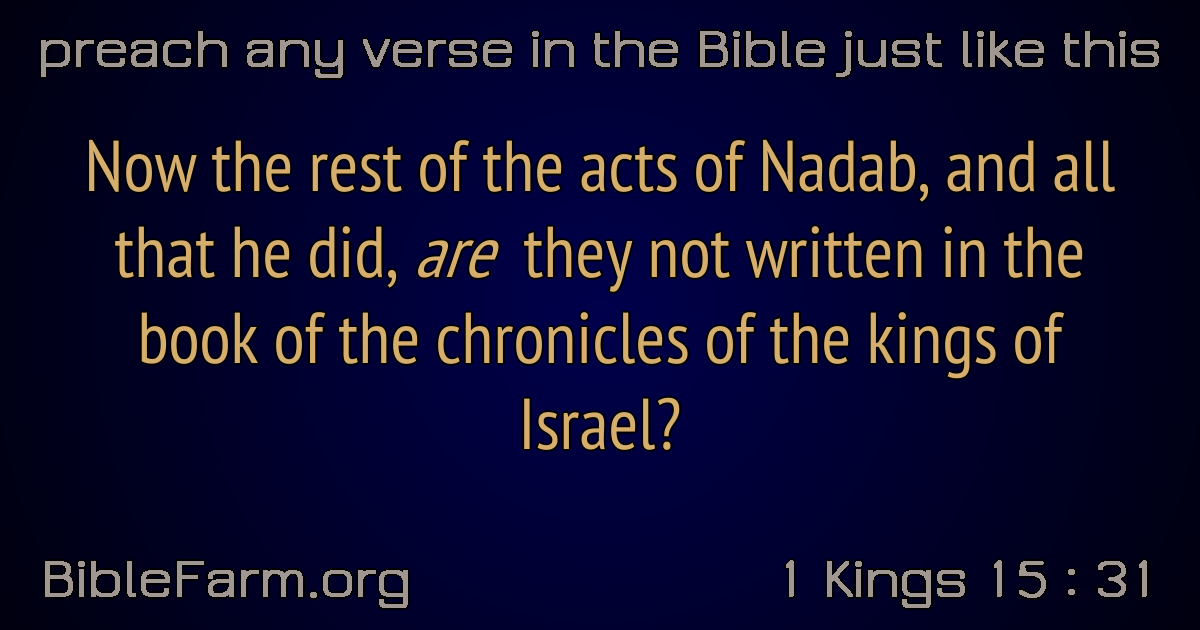 preach any verse in the Bible just like this
Now the rest of the acts of Nadab, and all
that he did, are they not written in the
book of the chronicles of the kings of
Israel?
BibleFarm.org
1 Kings 15 : 31